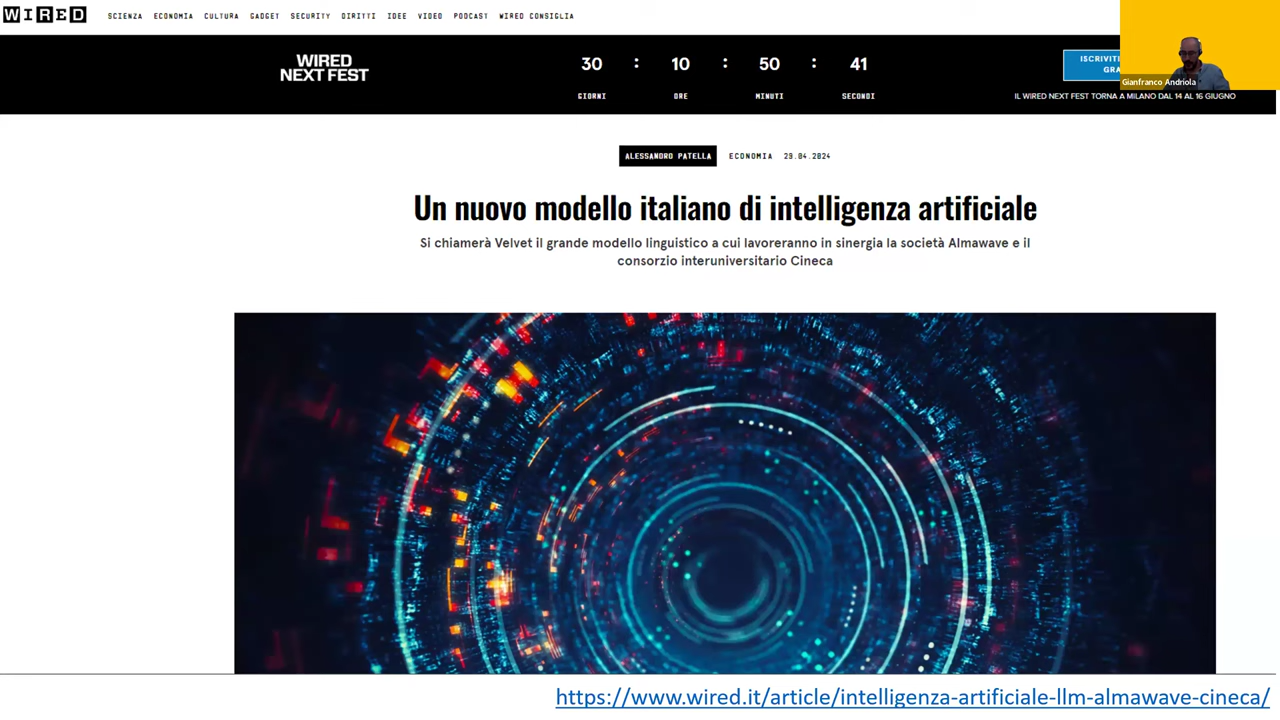 WIRED
SCIENZA ECONOMIA CULTURA GADGET SECURITY DIRITTI IDEE VIDEO PODCAST WIRED CONSIGLIA
WIRED
NEXT FEST
30 : 10 : 50 : 41
GIORNI ORE MINUTI SECONDI
ISCRIVITI
GRA
Gianfranco Andriola
IL WIRED NEXT FEST TORNA A MILANO DAL 14 AL 16 GIUGNO
ALESSANDRO PATELLA ECONOMIA 29.04.2024
Un nuovo modello italiano di intelligenza artificiale
Si chiamerà Velvet il grande modello linguistico a cui lavoreranno in sinergia la società Almawave e il
consorzio interuniversitario Cineca
https://www.wired.it/article/intelligenza-artificiale-llm-almawave-cineca/